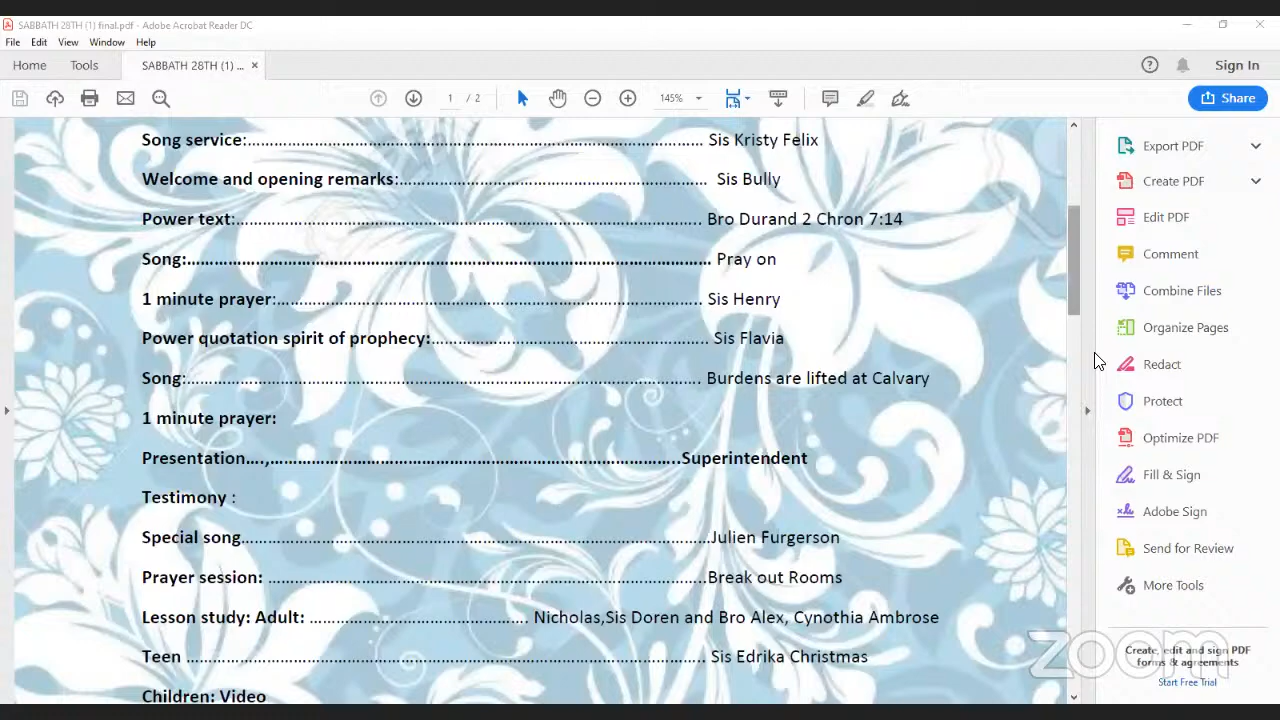 SABBATH 28TH (1) final.pdf - Adobe Acrobat Reader DC
File Edit View Window Help
Home Tools SABBATH 28TH (1) ... × Sign In
1 / 2 145% Share
Song service:.......................................................................................... Sis Kristy Felix
Welcome and opening remarks:............................................................. Sis Bully
Power text:............................................................................................ Bro Durand 2 Chron 7:14
Song:....................................................................................................... Pray on
1 minute prayer:.................................................................................... Sis Henry
Power quotation spirit of prophecy:....................................................... Sis Flavia
Song:...................................................................................................... Burdens are lifted at Calvary
1 minute prayer:
Presentation....,..................................................................................Superintendent
Testimony :
Special song.............................................................................................Julien Furgerson
Prayer session: .......................................................................................Break out Rooms
Lesson study: Adult: ........................................... Nicholas,Sis Doren and Bro Alex, Cynothia Ambrose
Teen ....................................................................................................... Sis Edrika Christmas
Children: Video
Export PDF
Create PDF
Edit PDF
Comment
Combine Files
Organize Pages
Redact
Protect
Optimize PDF
Fill & Sign
Adobe Sign
Send for Review
More Tools
Create, edit and sign PDF
forms & agreements
Start Free Trial
zoom